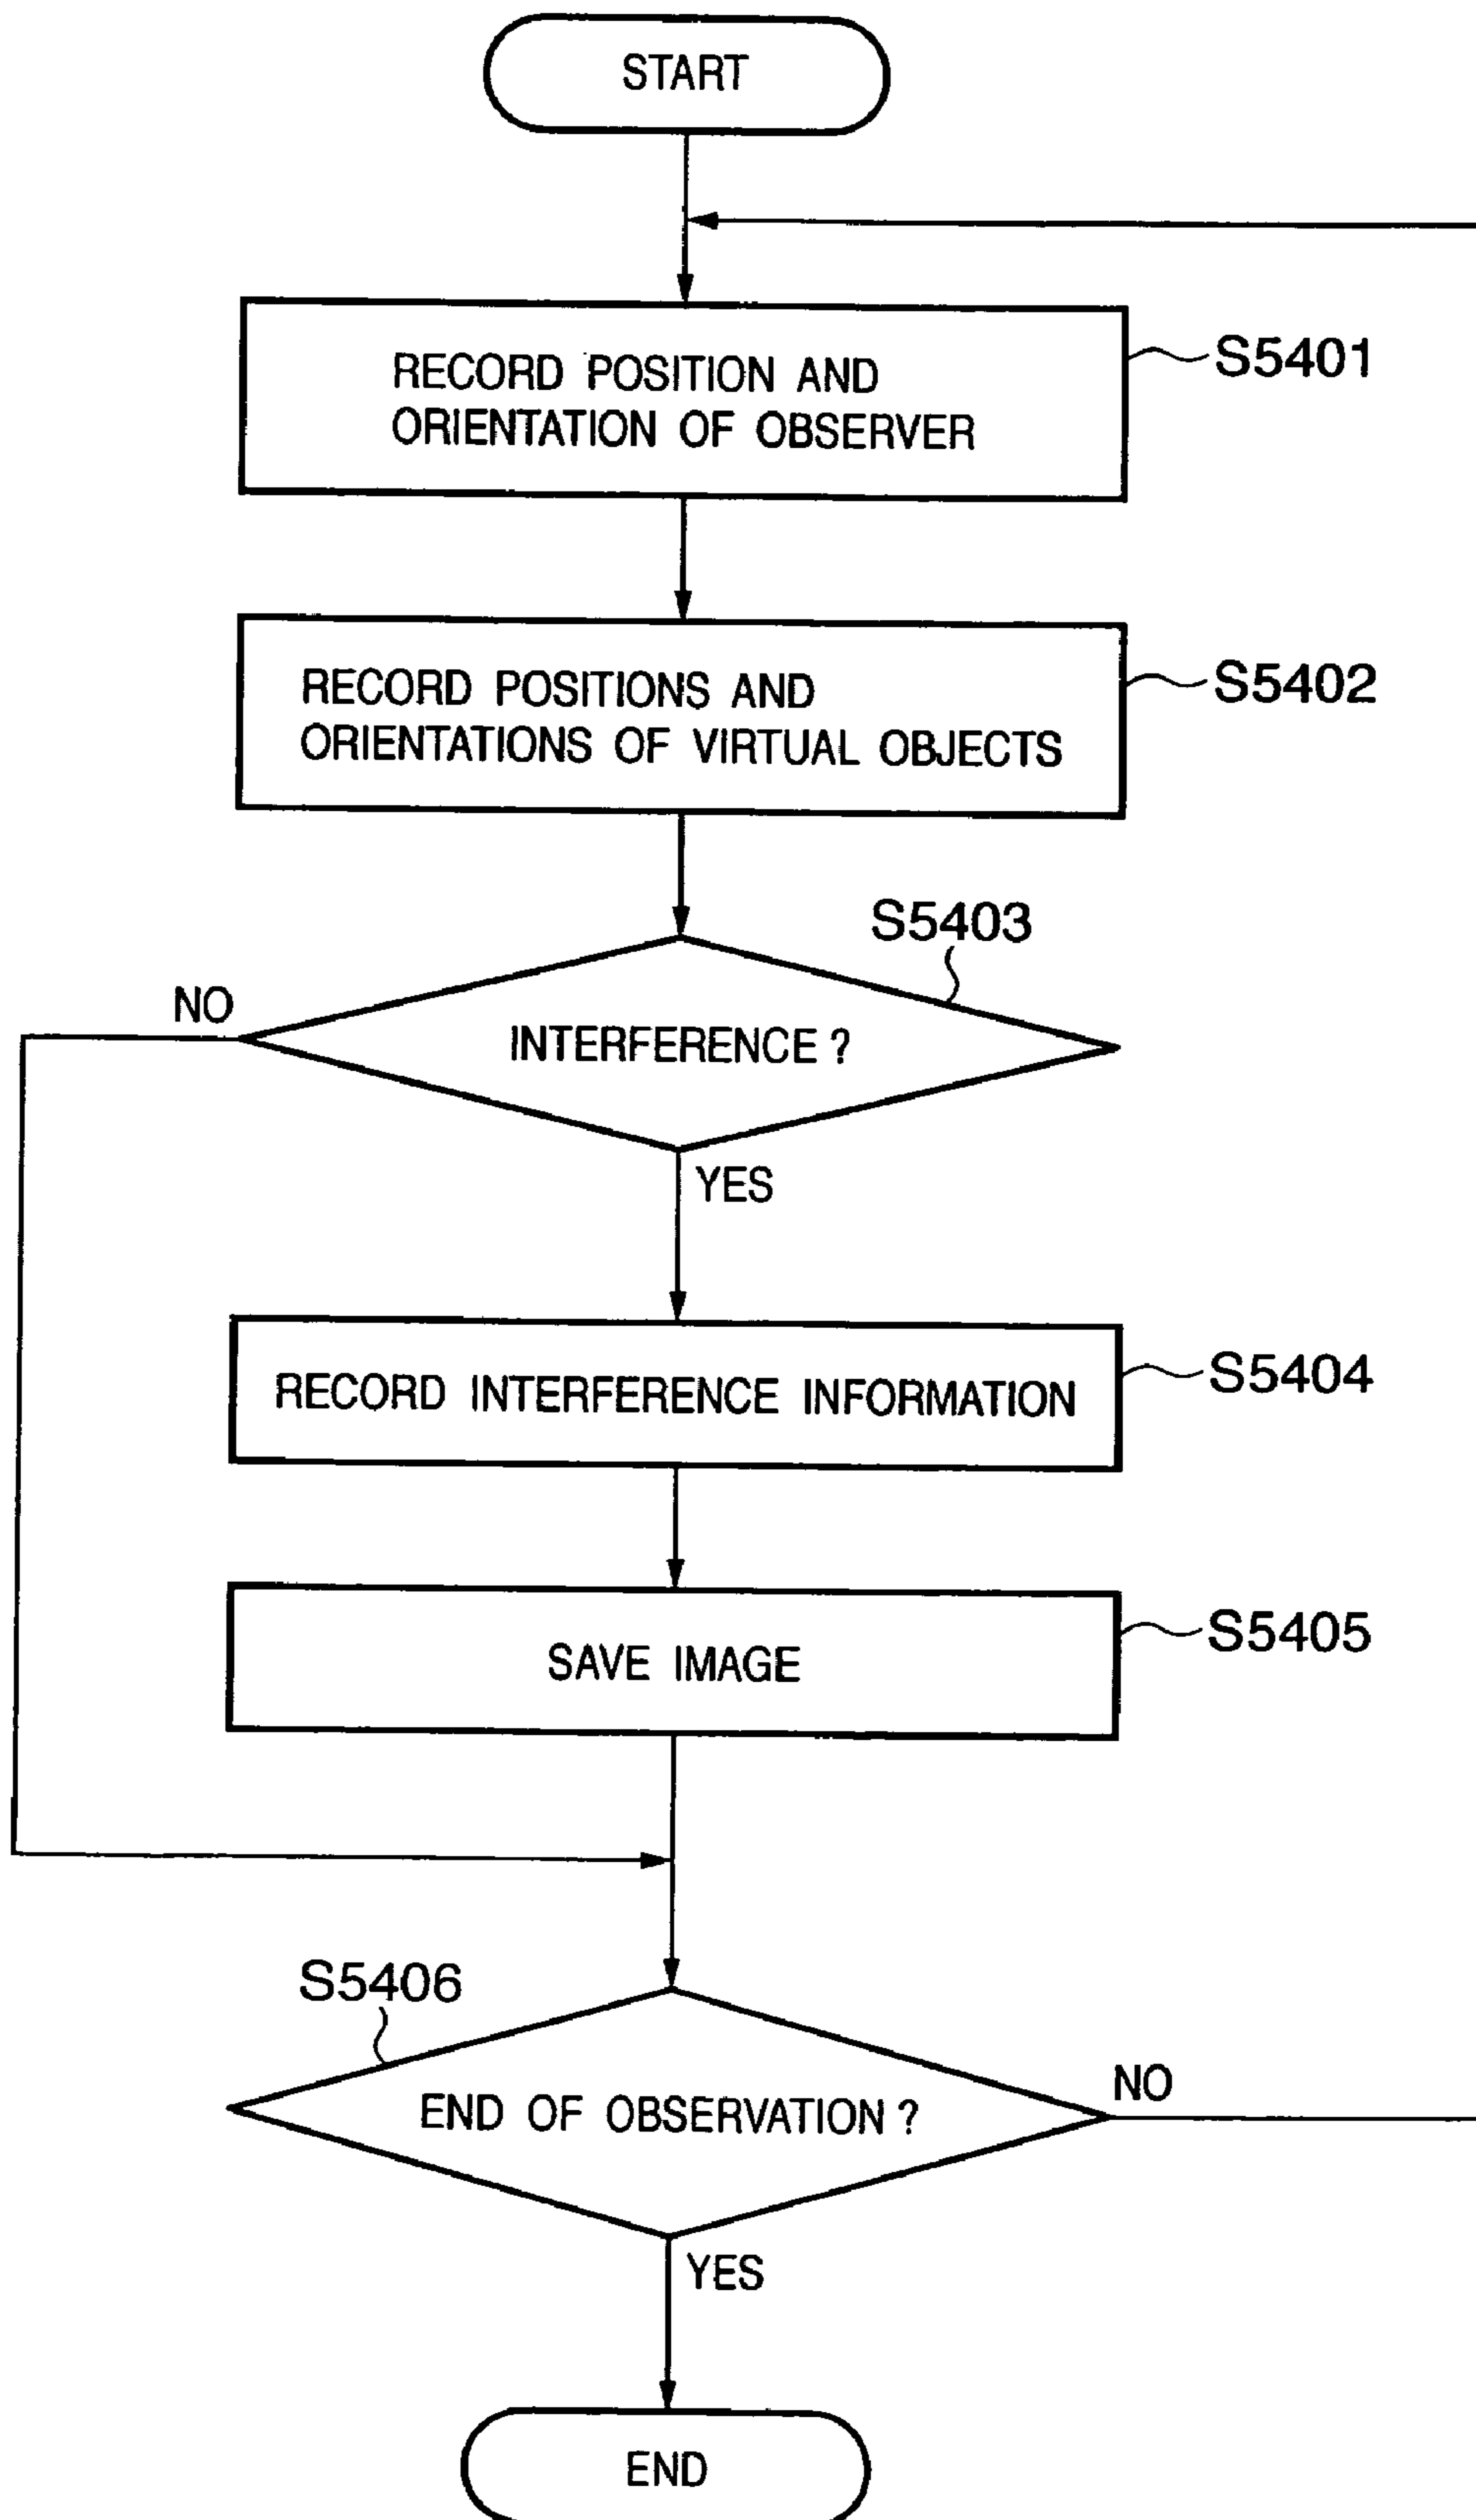 START
RECORD POSITION AND
ORIENTATION OF OBSERVER
S5401
RECORD POSITIONS AND
ORIENTATIONS OF VIRTUAL OBJECTS
S5402
S5403
NO
INTERFERENCE ?
YES
RECORD INTERFERENCE INFORMATION
S5404
SAVE IMAGE
S5405
S5406
END OF OBSERVATION ?
NO
YES
END